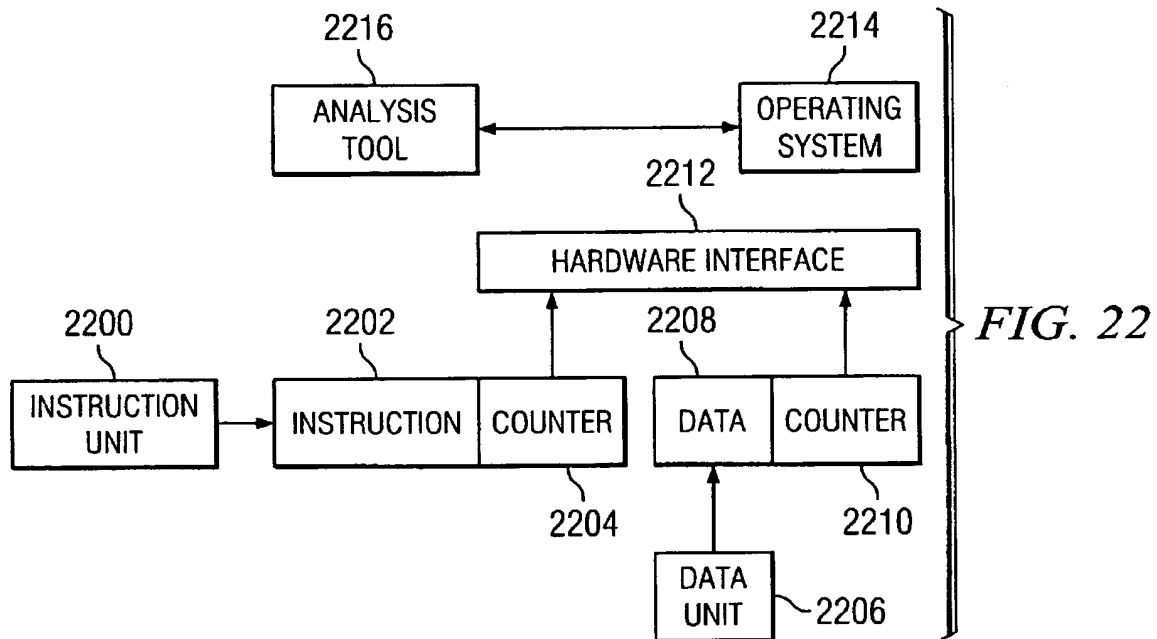 2216
2214
ANALYSIS
TOOL
OPERATING
SYSTEM
2212
HARDWARE INTERFACE
2200
2202
2208
FIG. 22
INSTRUCTION
UNIT
INSTRUCTION
COUNTER
DATA
COUNTER
2204
2210
DATA
UNIT
2206